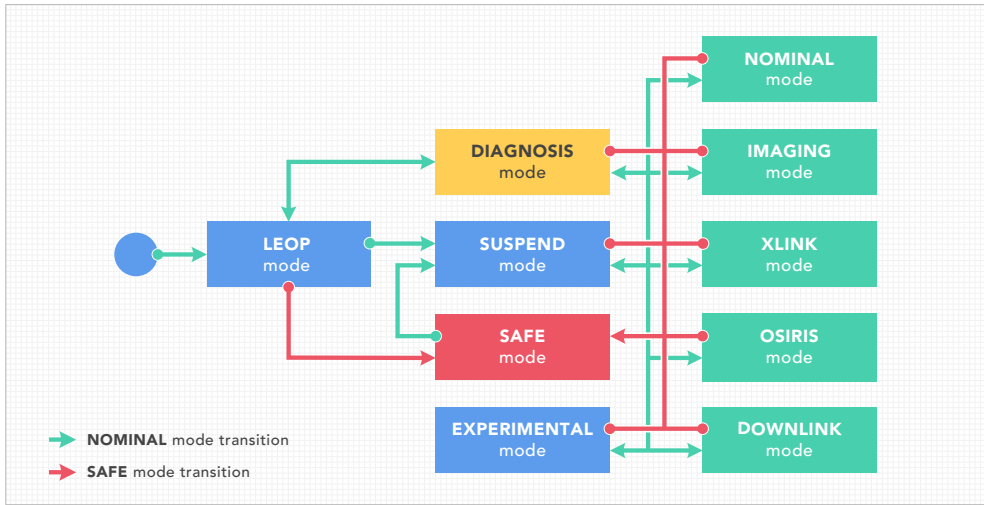 NOMINAL
mode
DIAGNOSIS
mode
IMAGING
mode
LEOP
mode
SUSPEND
mode
XLINK
mode
SAFE
mode
OSIRIS
mode
EXPERIMENTAL
mode
DOWNLINK
mode
NOMINAL mode transition
SAFE mode transition